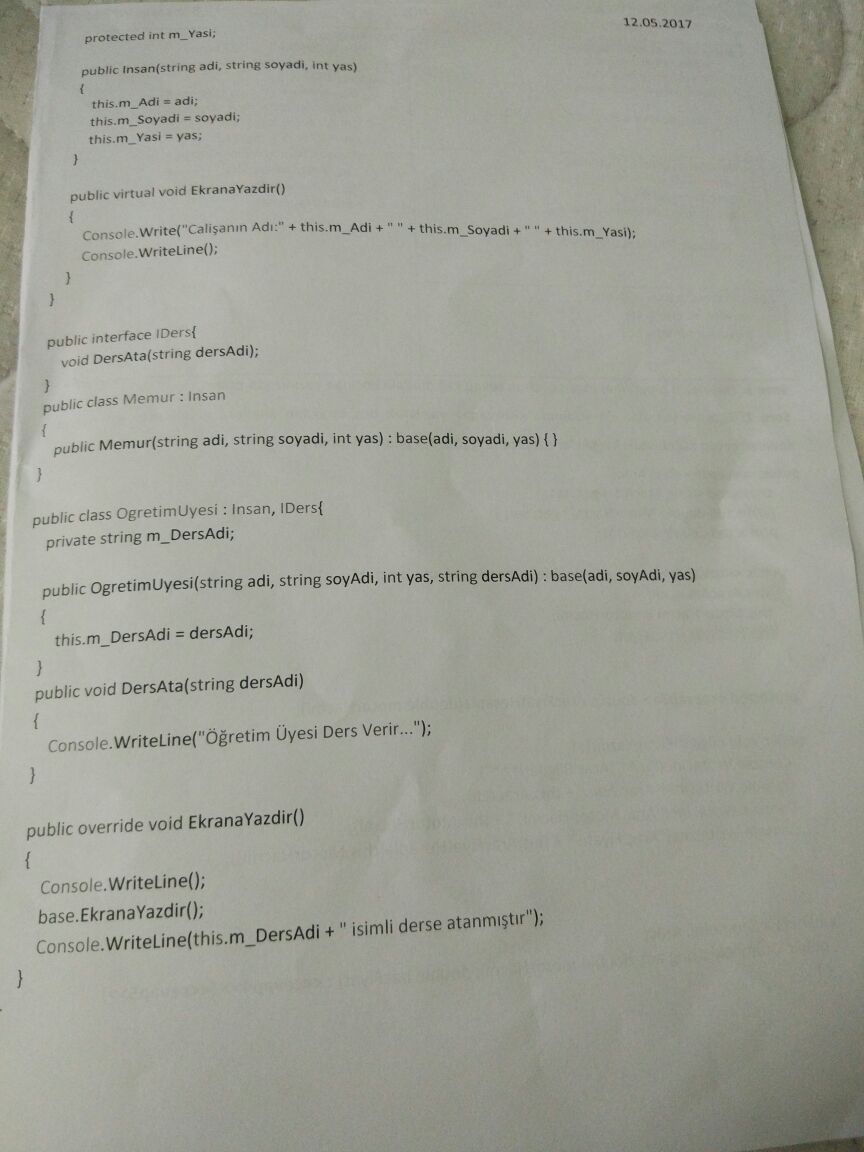 12.05.2017
protected int m_Yasi;
public Insan(string adi, string soyadi, int yas)
{
this.m_Adi = adi;
this.m_Soyadi = soyadi;
this.m_Yasi = yas;
}
public virtual void EkranaYazdir()
{
Console.Write("Calişanın Adı:" + this.m_Adi + " " + this.m_Soyadi + " " + this.m_Yasi);
Console.WriteLine();
}
}
public interface IDers{
void DersAta(string dersAdi);
}
public class Memur : Insan
{
public Memur(string adi, string soyadi, int yas) : base(adi, soyadi, yas) { }
}
public class OgretimUyesi : Insan, IDers{
private string m_DersAdi;
public OgretimUyesi(string adi, string soyAdi, int yas, string dersAdi) : base(adi, soyAdi, yas)
{
this.m_DersAdi = dersAdi;
}
public void DersAta(string dersAdi)
{
Console.WriteLine("Öğretim Üyesi Ders Verir...");
}
public override void EkranaYazdir()
{
Console.WriteLine();
base.EkranaYazdir();
Console.WriteLine(this.m_DersAdi + " isimli derse atanmıştır");
}